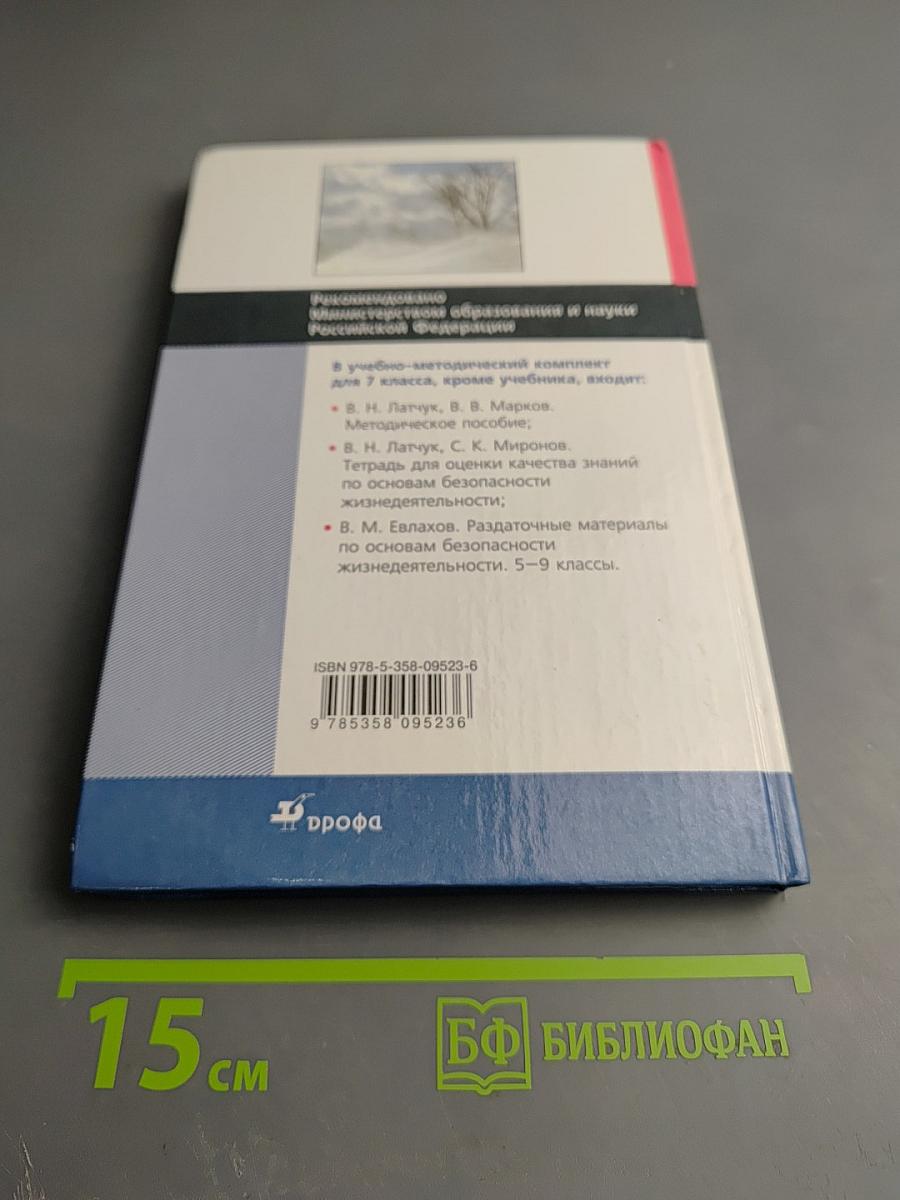 Рекомендовано
Министерством образования и науки
Российской Федерации
В учебно-методический комплект
для 7 класса, кроме учебника, входят:
• В. Н. Латчук, В. В. Марков.
Методическое пособие;
• В. Н. Латчук, С. К. Миронов.
Тетрадь для оценки качества знаний
по основам безопасности
жизнедеятельности;
• В. М. Евлахов. Раздаточные материалы
по основам безопасности
жизнедеятельности. 5–9 классы.
ISBN 978-5-358-09523-6
9 785358 095236
дрофа
15 см
БФ БИБЛИОФАН